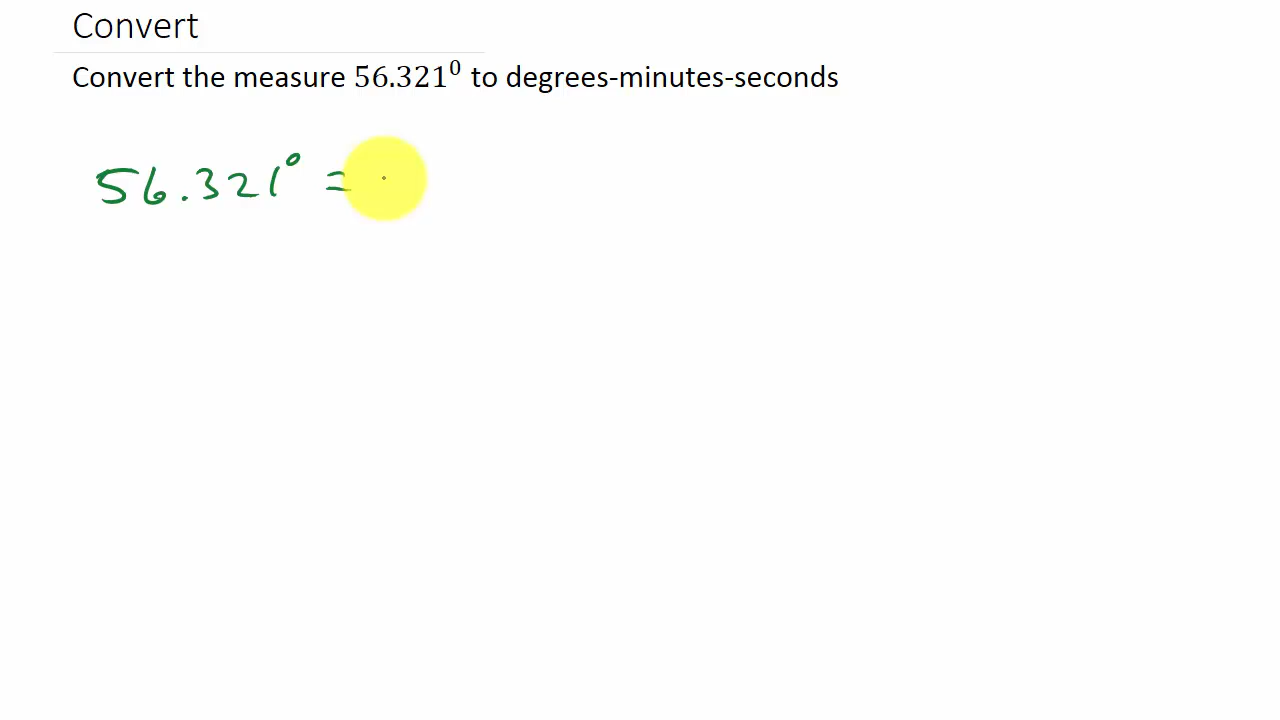 Convert
Convert the measure 56.321⁰ to degrees-minutes-seconds
56.321° =